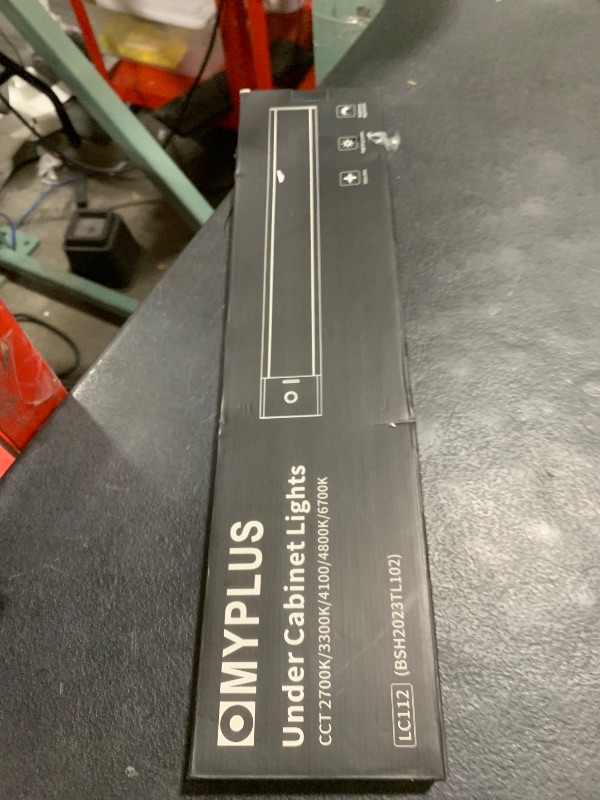 MYPLUS
Under Cabinet Lights
CCT 2700K/3300K/4100/4800K/6700K
LC112 (BSH2023TL102)